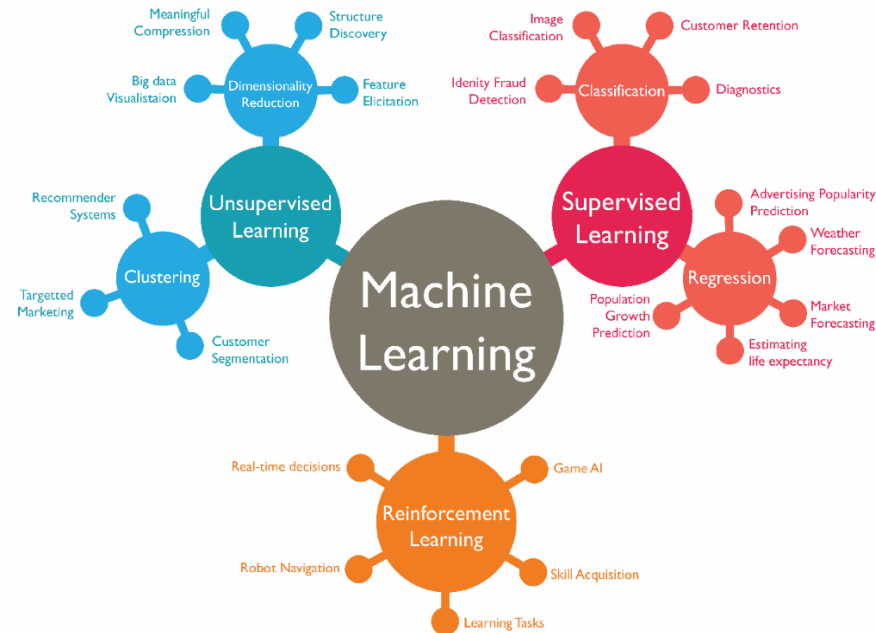 Meaningful
Compression
Structure
Discovery
Big data
Visualistaion
Dimensionality
Reduction
Feature
Elicitation
Unsupervised
Learning
Recommender
Systems
Clustering
Targetted
Marketing
Customer
Segmentation
Machine
Learning
Image
Classification
Customer Retention
Idenity Fraud
Detection
Classification
Diagnostics
Supervised
Learning
Advertising Popularity
Prediction
Weather
Forecasting
Regression
Population
Growth
Prediction
Market
Forecasting
Estimating
life expectancy
Real-time decisions
Game AI
Reinforcement
Learning
Robot Navigation
Skill Acquisition
Learning Tasks